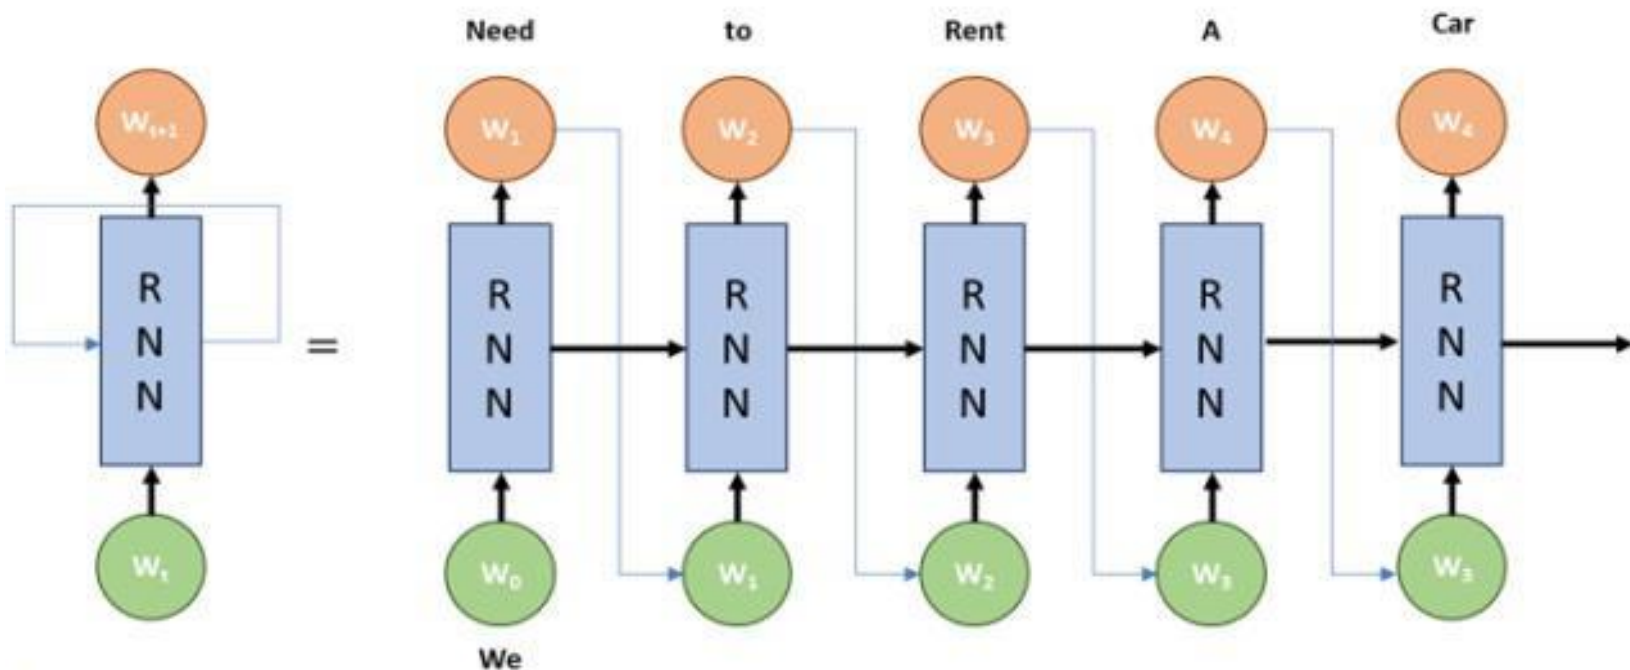 Need to Rent A Car
W₁ W₂ W₃ W₄ W₄
Wₜ₊₁
R R R R R R
N N N N N N
=
N N N N N N
Wₜ W₀ W₁ W₂ W₃ W₃
We